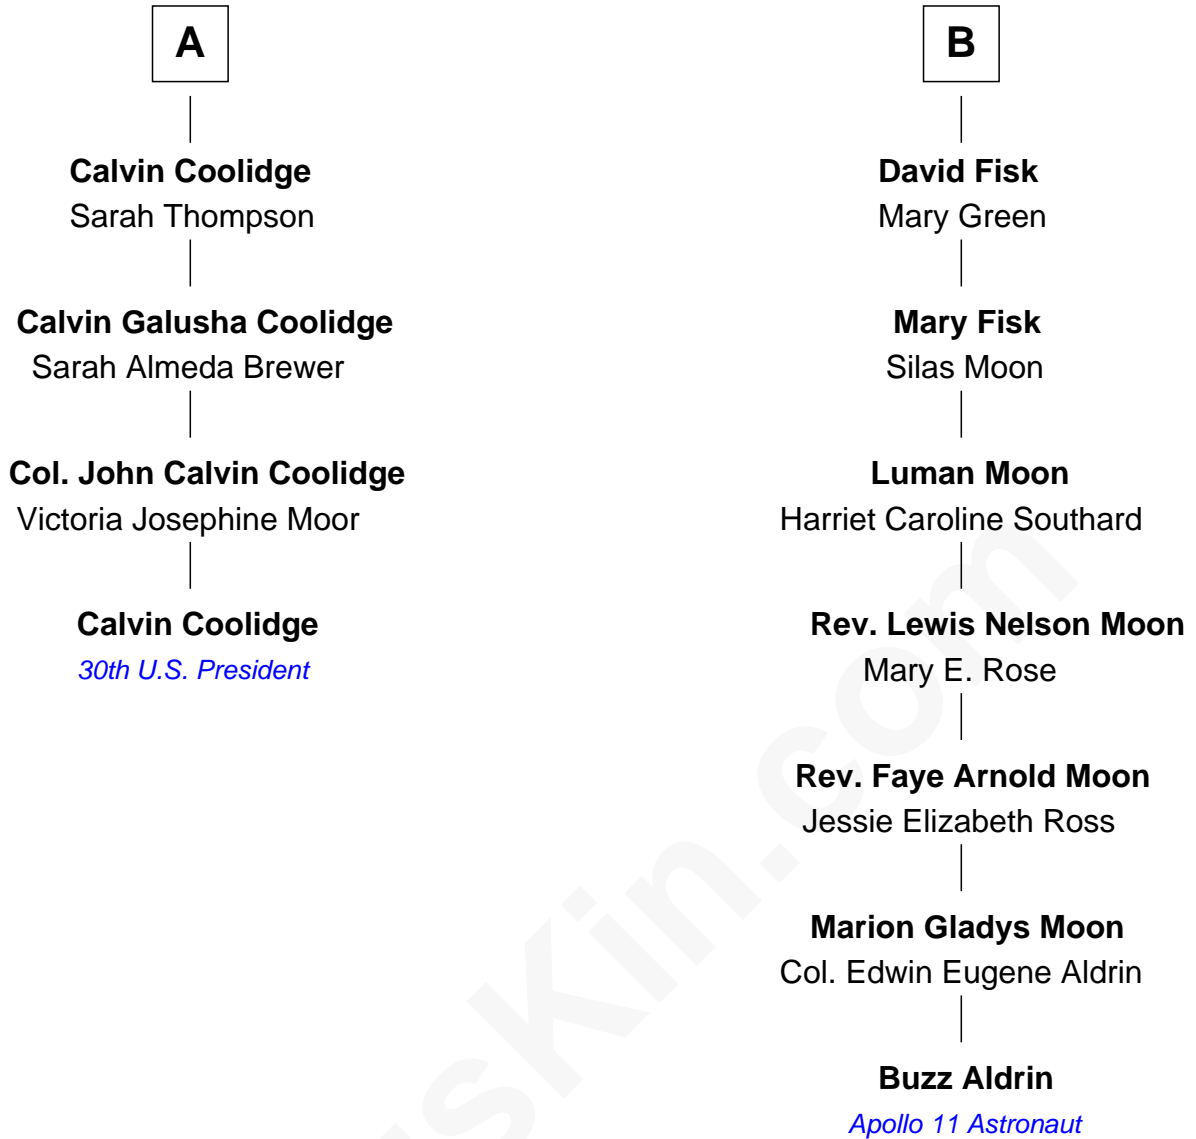 A
Calvin Coolidge
Sarah Thompson
Calvin Galusha Coolidge
Sarah Almeda Brewer
Col. John Calvin Coolidge
Victoria Josephine Moor
Calvin Coolidge
30th U.S. President
B
David Fisk
Mary Green
Mary Fisk
Silas Moon
Luman Moon
Harriet Caroline Southard
Rev. Lewis Nelson Moon
Mary E. Rose
Rev. Faye Arnold Moon
Jessie Elizabeth Ross
Marion Gladys Moon
Col. Edwin Eugene Aldrin
Buzz Aldrin
Apollo 11 Astronaut
sKin.com